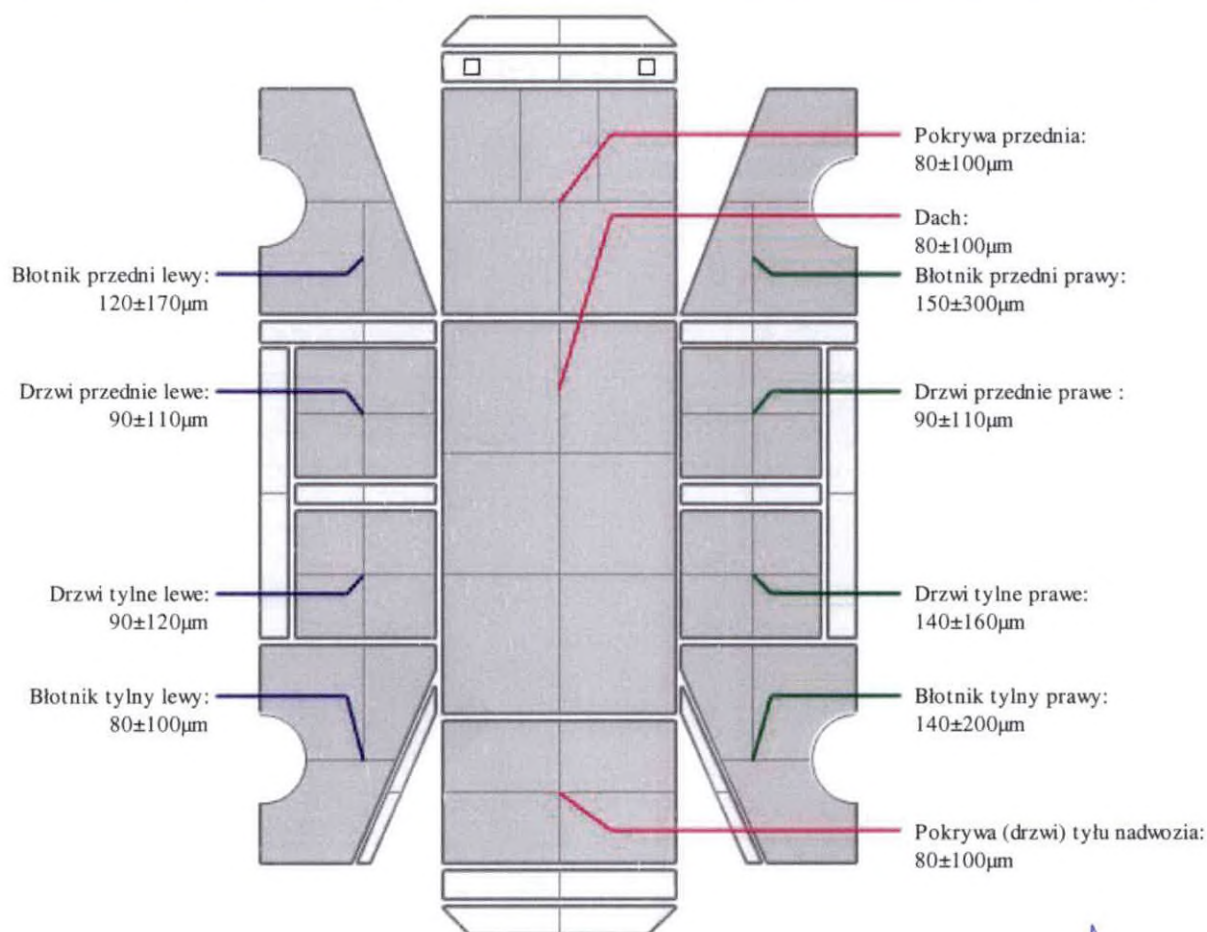 Pokrywa przednia:
80±100µm
Dach:
80±100µm
Błotnik przedni lewy:
120±170µm
Błotnik przedni prawy:
150±300µm
Drzwi przednie lewe:
90±110µm
Drzwi przednie prawe :
90±110µm
Drzwi tylne lewe:
90±120µm
Drzwi tylne prawe:
140±160µm
Błotnik tylny lewy:
80±100µm
Błotnik tylny prawy:
140±200µm
Pokrywa (drzwi) tyłu nadwozia:
80±100µm